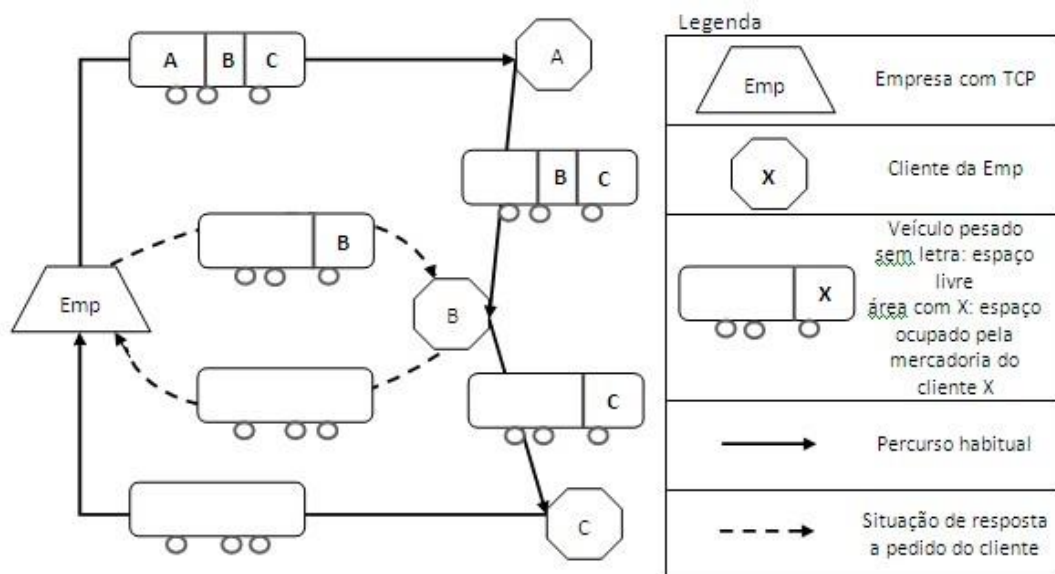 A B C
A
B C
B
Emp
B
C
C
Legenda
Emp
Empresa com TCP
X
Cliente da Emp
X
Veículo pesado
sem letra: espaço
livre
área com X: espaço
ocupado pela
mercadoria do
cliente X
Percurso habitual
Situação de resposta
a pedido do cliente